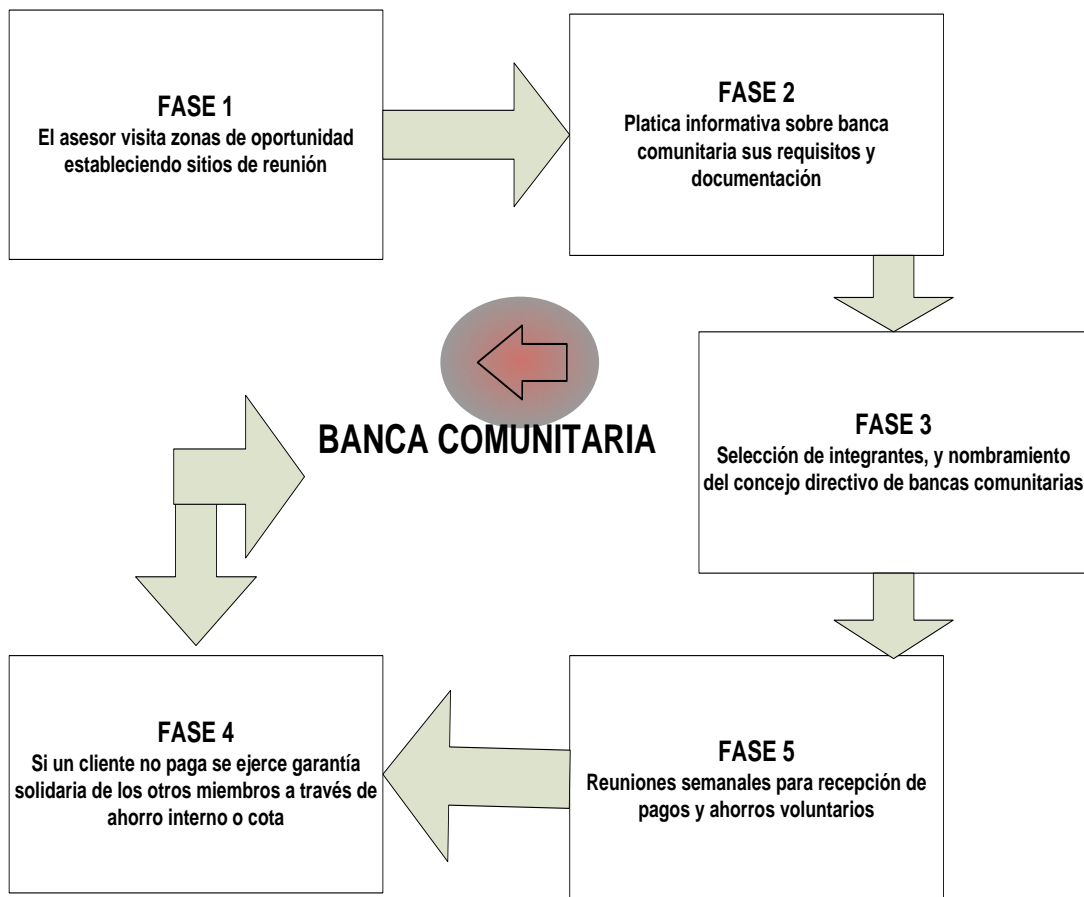 FASE 1
El asesor visita zonas de oportunidad
estableciendo sitios de reunión
FASE 2
Platica informativa sobre banca
comunitaria sus requisitos y
documentación
BANCA COMUNITARIA
FASE 3
Selección de integrantes, y nombramiento
del concejo directivo de bancas comunitarias
FASE 4
Si un cliente no paga se ejerce garantía
solidaria de los otros miembros a través de
ahorro interno o cota
FASE 5
Reuniones semanales para recepción de
pagos y ahorros voluntarios